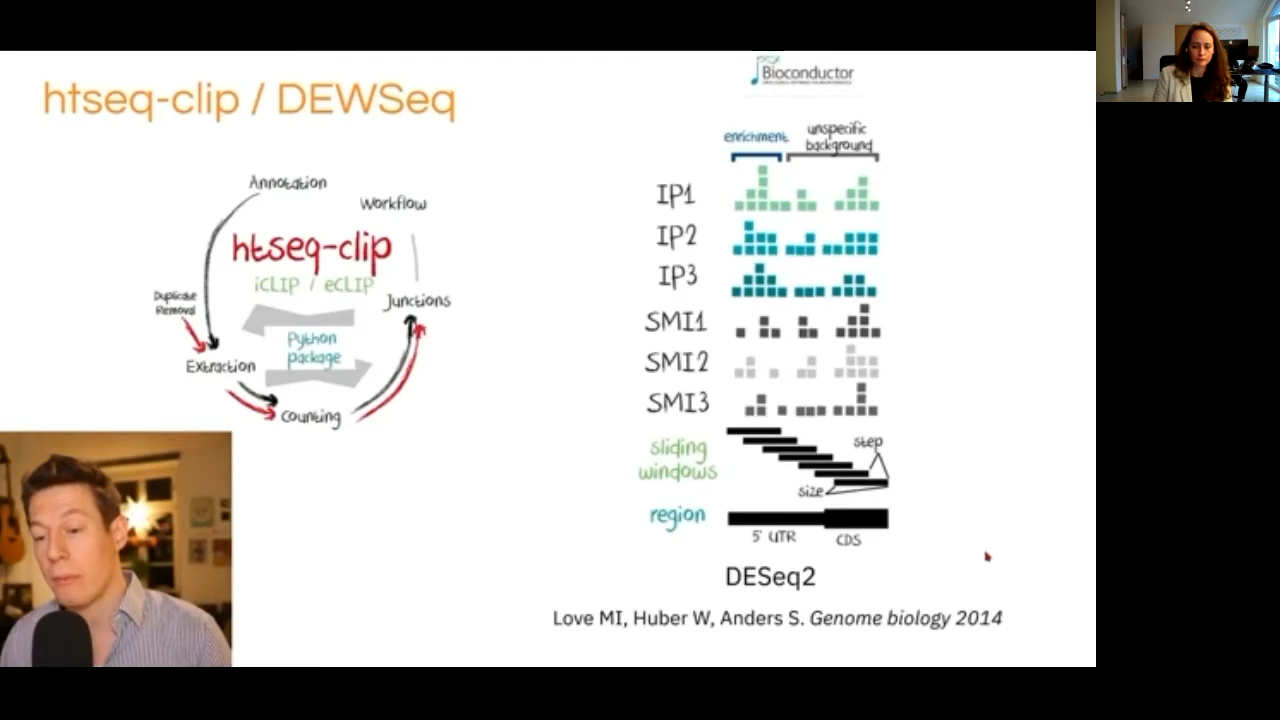 htseq-clip / DEWSeq
Annotation
Workflow
htseq-clip
iCLIP / eCLIP
Duplicate
Removal
Junctions
Python
package
Extraction
Counting
Bioconductor
enrichment
unspecific
background
IP1
IP2
IP3
SMI1
SMI2
SMI3
sliding
windows
step
size
region
5' UTR
CDS
DESeq2
Love MI, Huber W, Anders S. Genome biology 2014